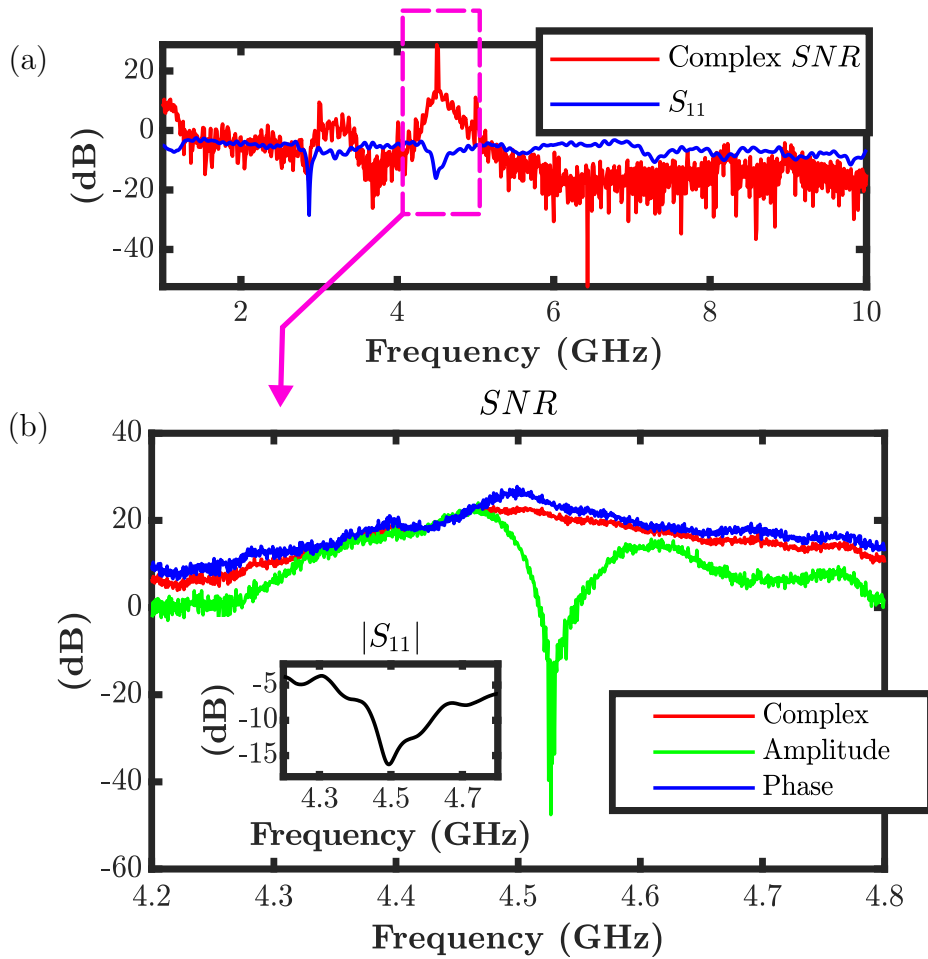 (a)
Complex SNR
S₁₁
(dB)
20
0
-20
-40
2
4
6
8
10
Frequency (GHz)
(b)
SNR
(dB)
40
20
0
-20
-40
-60
|S₁₁|
(dB)
-5
-10
-15
4.3
4.5
4.7
Frequency (GHz)
Complex
Amplitude
Phase
4.2
4.3
4.4
4.5
4.6
4.7
4.8
Frequency (GHz)